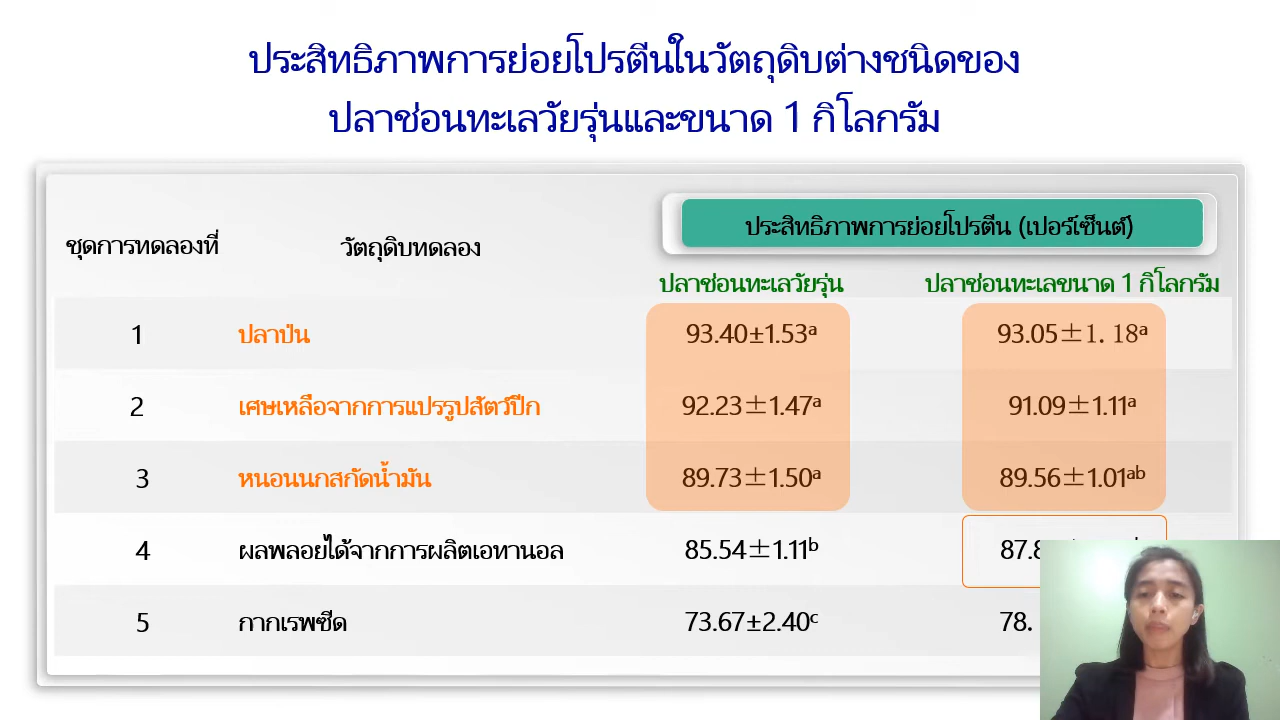 ประสิทธิภาพการย่อยโปรตีนในวัตถุดิบต่างชนิดของ
ปลาช่อนทะเลวัยรุ่นและขนาด 1 กิโลกรัม
ชุดการทดลองที่ วัตถุดิบทดลอง ประสิทธิภาพการย่อยโปรตีน (เปอร์เซ็นต์)
ปลาช่อนทะเลวัยรุ่น ปลาช่อนทะเลขนาด 1 กิโลกรัม
1 ปลาป่น 93.40±1.53ᵃ 93.05±1.18ᵃ
2 เศษเหลือจากการแปรรูปสัตว์ปีก 92.23±1.47ᵃ 91.09±1.11ᵃ
3 หนอนนกสกัดน้ำมัน 89.73±1.50ᵃ 89.56±1.01ᵃᵇ
4 ผลพลอยได้จากการผลิตเอทานอล 85.54±1.11ᵇ
5 กากเรพซีด 73.67±2.40ᶜ 78.